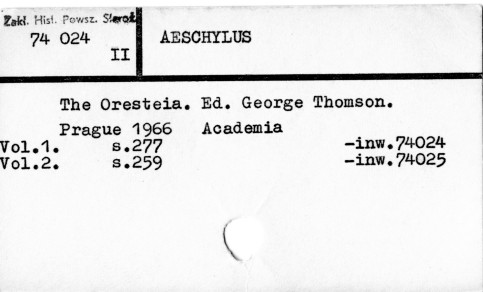 Zakł. Hist. Powsz. Staroż.
74 024
II
AESCHYLUS
The Oresteia. Ed. George Thomson.
Prague 1966 Academia
Vol.1. s.277 -inw.74024
Vol.2. s.259 -inw.74025